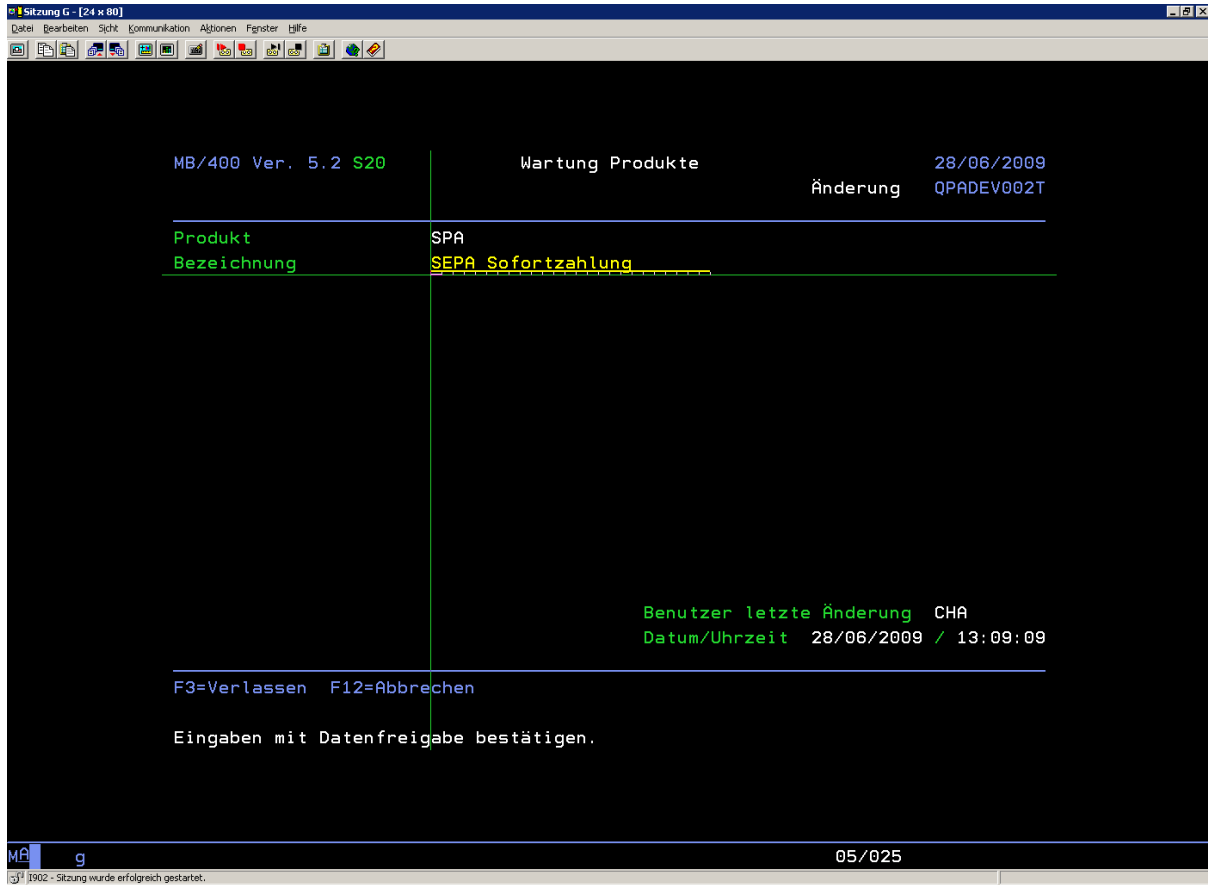 Sitzung G - [24 x 80]
Datei Bearbeiten Sicht Kommunikation Aktionen Fenster Hilfe
MB/400 Ver. 5.2 S20 Wartung Produkte 28/06/2009
Änderung QPADEV002T
Produkt SPA
Bezeichnung SEPA Sofortzahlung
Benutzer letzte Änderung CHA
Datum/Uhrzeit 28/06/2009 / 13:09:09
F3=Verlassen F12=Abbrechen
Eingaben mit Datenfreigabe bestätigen.
MA g 05/025
I902 - Sitzung wurde erfolgreich gestartet.